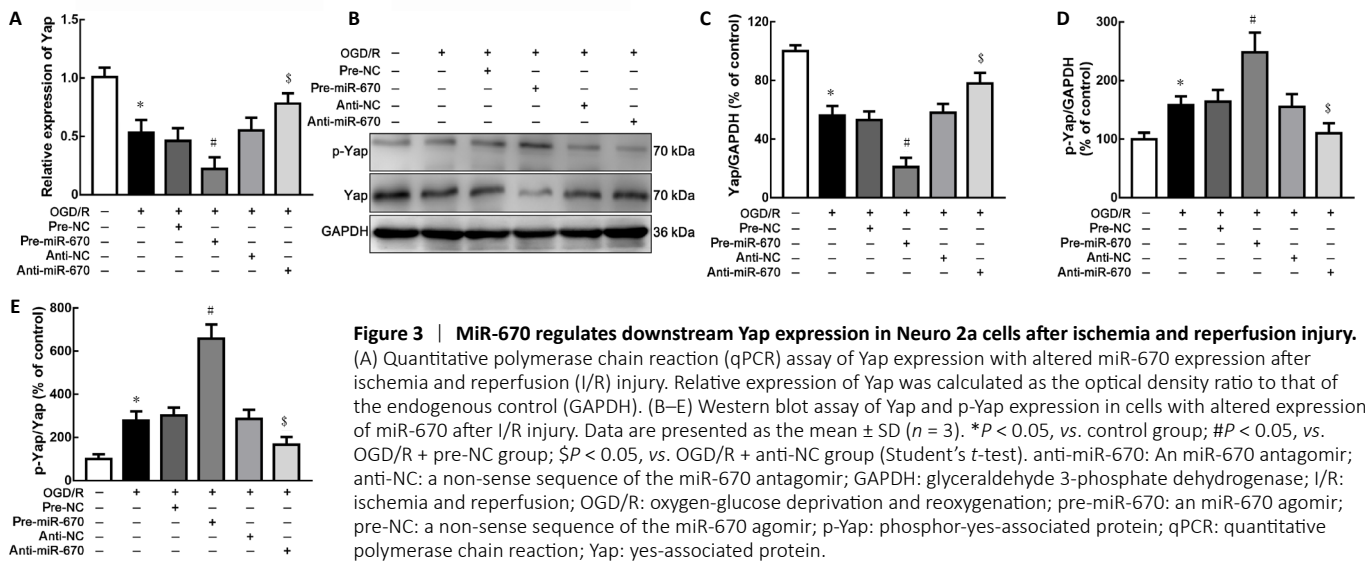 A
Relative expression of Yap
1.5
1.0
0.5
0
*
#
$
OGD/R – + + + + +
Pre-NC – – + – – –
Pre-miR-670 – – – + – –
Anti-NC – – – – + –
Anti-miR-670 – – – – – +
B
OGD/R – + + + + +
Pre-NC – – + – – –
Pre-miR-670 – – – + – –
Anti-NC – – – – + –
Anti-miR-670 – – – – – +
p-Yap 70 kDa
Yap 70 kDa
GAPDH 36 kDa
C
Yap/GAPDH (% of control)
120
80
40
0
*
#
$
OGD/R – + + + + +
Pre-NC – – + – – –
Pre-miR-670 – – – + – –
Anti-NC – – – – + –
Anti-miR-670 – – – – – +
D
p-Yap/GAPDH
(% of control)
300
200
100
0
*
#
$
OGD/R – + + + + +
Pre-NC – – + – – –
Pre-miR-670 – – – + – –
Anti-NC – – – – + –
Anti-miR-670 – – – – – +
E
p-Yap/Yap (% of control)
800
600
400
200
0
*
#
$
OGD/R – + + + + +
Pre-NC – – + – – –
Pre-miR-670 – – – + – –
Anti-NC – – – – + –
Anti-miR-670 – – – – – +
Figure 3 | MiR-670 regulates downstream Yap expression in Neuro 2a cells after ischemia and reperfusion injury.
(A) Quantitative polymerase chain reaction (qPCR) assay of Yap expression with altered miR-670 expression after
ischemia and reperfusion (I/R) injury. Relative expression of Yap was calculated as the optical density ratio to that of
the endogenous control (GAPDH). (B–E) Western blot assay of Yap and p-Yap expression in cells with altered expression
of miR-670 after I/R injury. Data are presented as the mean ± SD (n = 3). *P < 0.05, vs. control group; #P < 0.05, vs.
OGD/R + pre-NC group; $P < 0.05, vs. OGD/R + anti-NC group (Student’s t-test). anti-miR-670: An miR-670 antagomir;
anti-NC: a non-sense sequence of the miR-670 antagomir; GAPDH: glyceraldehyde 3-phosphate dehydrogenase; I/R:
ischemia and reperfusion; OGD/R: oxygen-glucose deprivation and reoxygenation; pre-miR-670: an miR-670 agomir;
pre-NC: a non-sense sequence of the miR-670 agomir; p-Yap: phosphor-yes-associated protein; qPCR: quantitative
polymerase chain reaction; Yap: yes-associated protein.